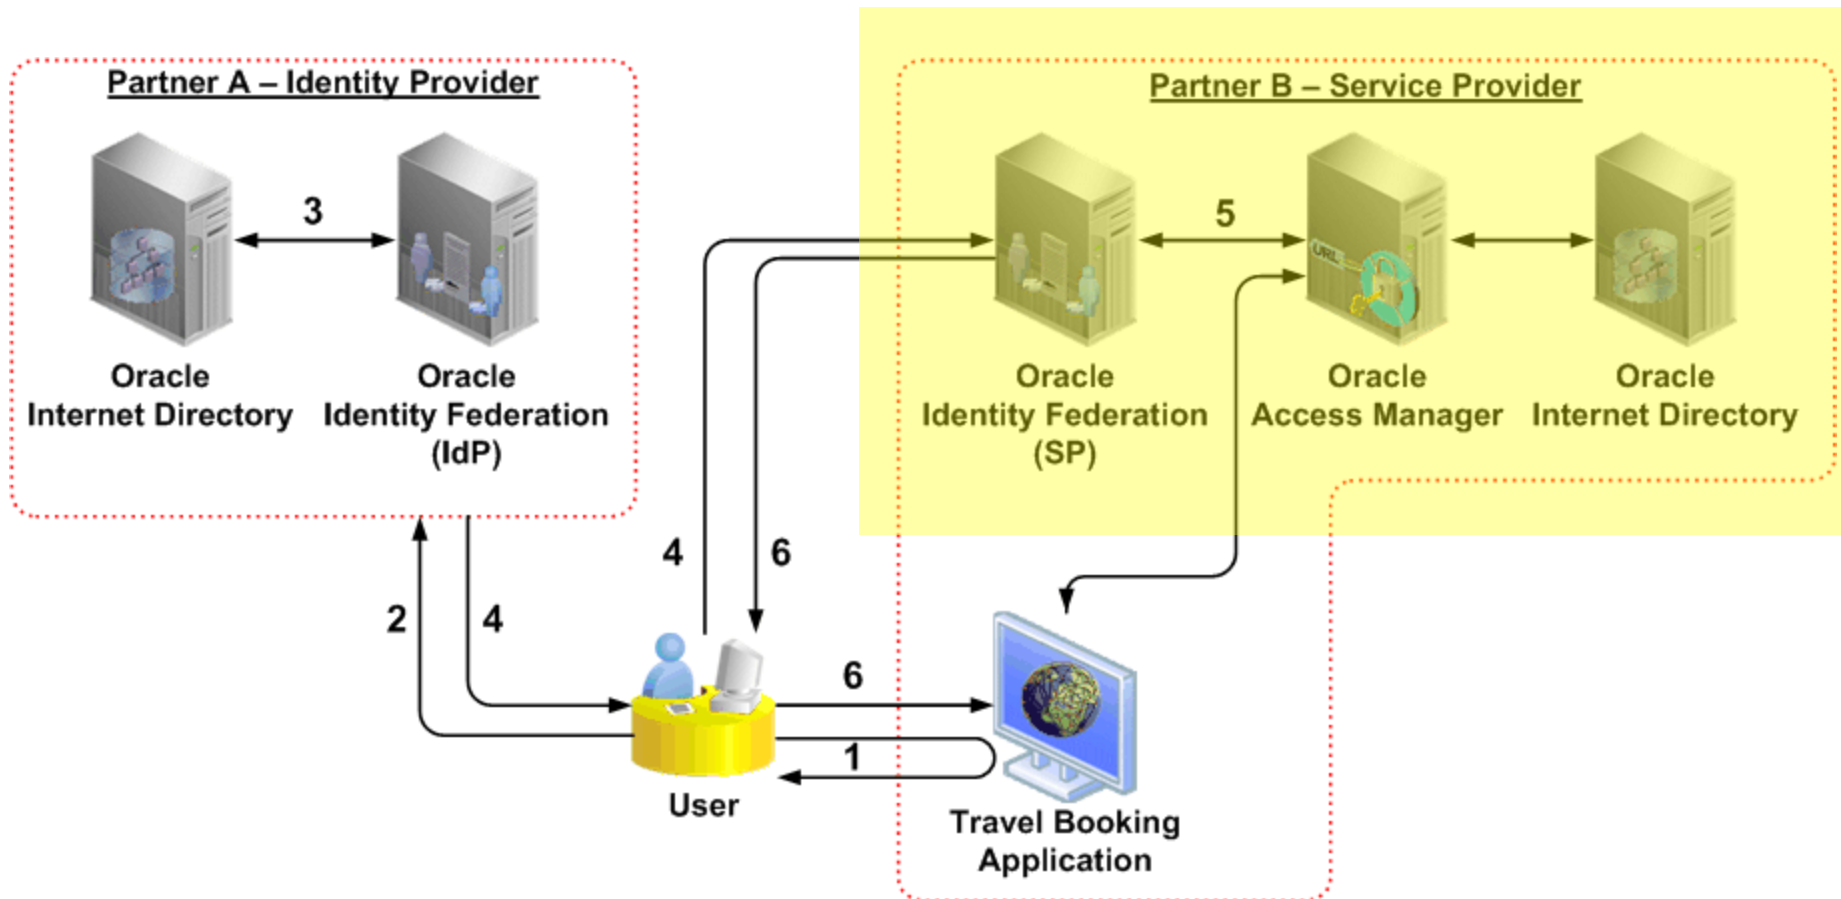 Partner A – Identity Provider
Partner B – Service Provider
3
5
URL
Oracle
Internet Directory
Oracle
Identity Federation
(IdP)
Oracle
Identity Federation
(SP)
Oracle
Access Manager
Oracle
Internet Directory
4
6
2
4
6
1
User
Travel Booking
Application